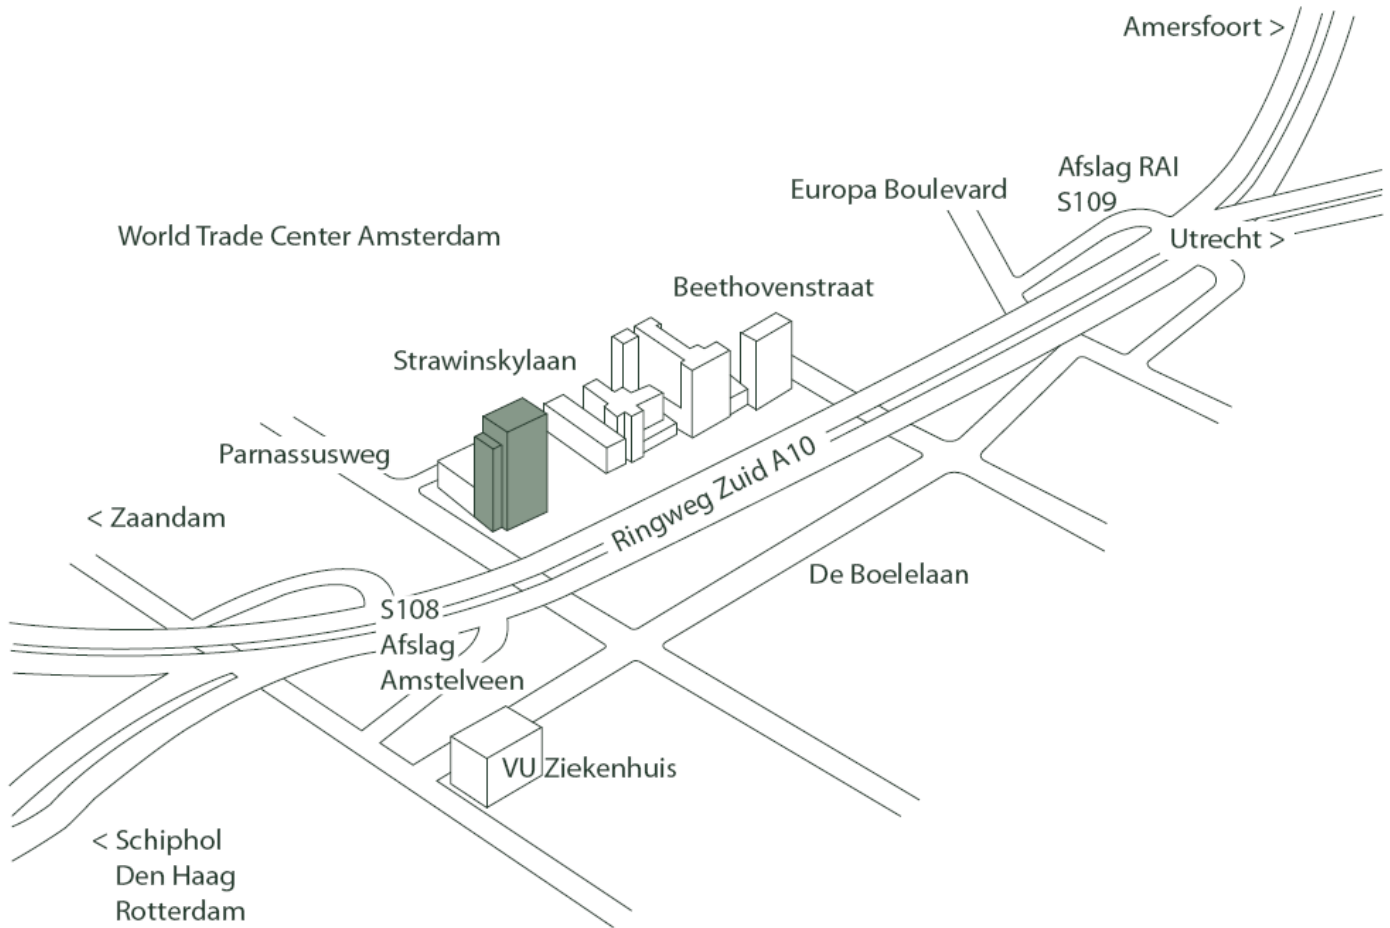 Amersfoort >
Afslag RAI
S109
Europa Boulevard
World Trade Center Amsterdam
Utrecht >
Beethovenstraat
Strawinskylaan
Parnassusweg
Ringweg Zuid A10
< Zaandam
De Boelelaan
S108
Afslag
Amstelveen
VU Ziekenhuis
< Schiphol
Den Haag
Rotterdam